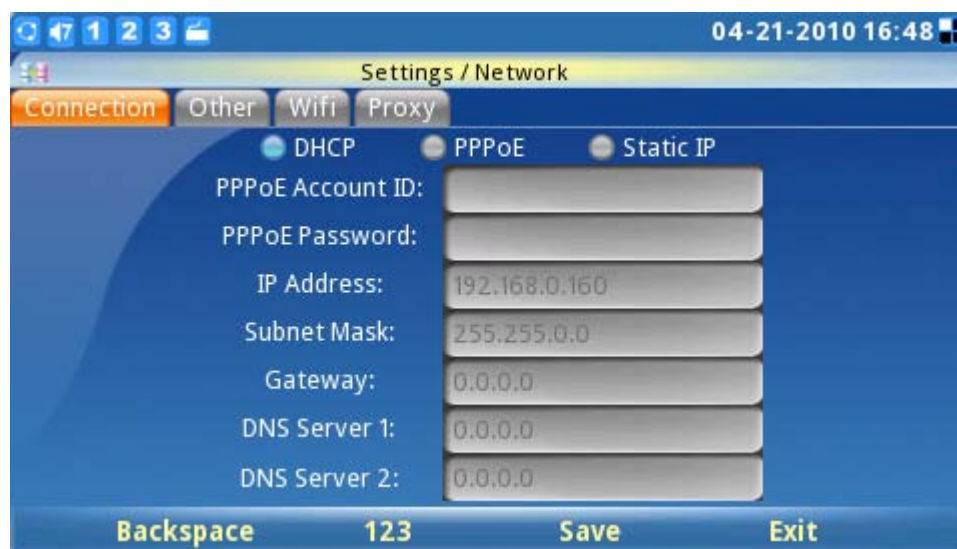 47 1 2 3 04-21-2010 16:48
Settings / Network
Connection Other Wifi Proxy
DHCP PPPoE Static IP
PPPoE Account ID:
PPPoE Password:
IP Address: 192.168.0.160
Subnet Mask: 255.255.0.0
Gateway: 0.0.0.0
DNS Server 1: 0.0.0.0
DNS Server 2: 0.0.0.0
Backspace 123 Save Exit